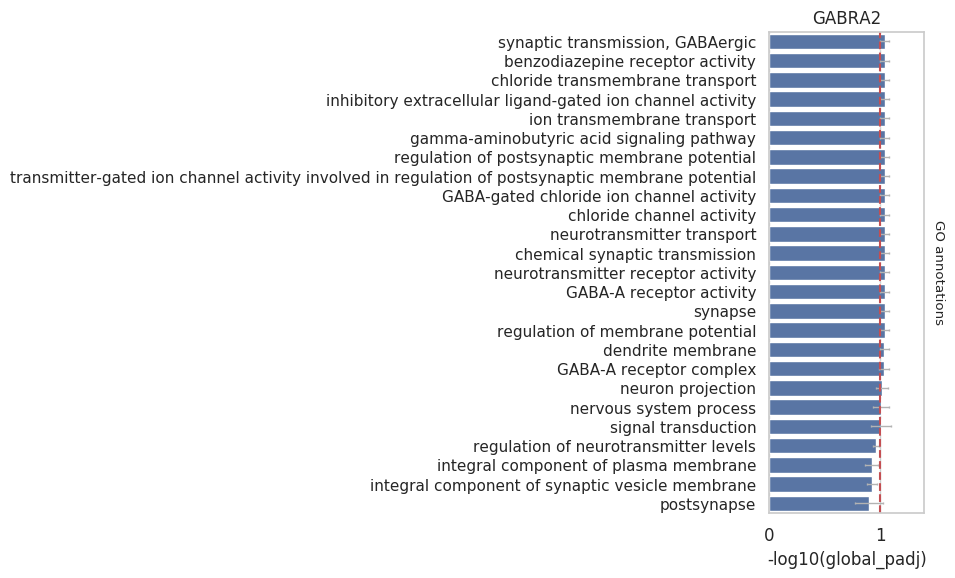 GABRA2
synaptic transmission, GABAergic
benzodiazepine receptor activity
chloride transmembrane transport
inhibitory extracellular ligand-gated ion channel activity
ion transmembrane transport
gamma-aminobutyric acid signaling pathway
regulation of postsynaptic membrane potential
transmitter-gated ion channel activity involved in regulation of postsynaptic membrane potential
GABA-gated chloride ion channel activity
chloride channel activity
neurotransmitter transport
chemical synaptic transmission
neurotransmitter receptor activity
GABA-A receptor activity
synapse
regulation of membrane potential
dendrite membrane
GABA-A receptor complex
neuron projection
nervous system process
signal transduction
regulation of neurotransmitter levels
integral component of plasma membrane
integral component of synaptic vesicle membrane
postsynapse
GO annotations
0 1
-log10(global_padj)